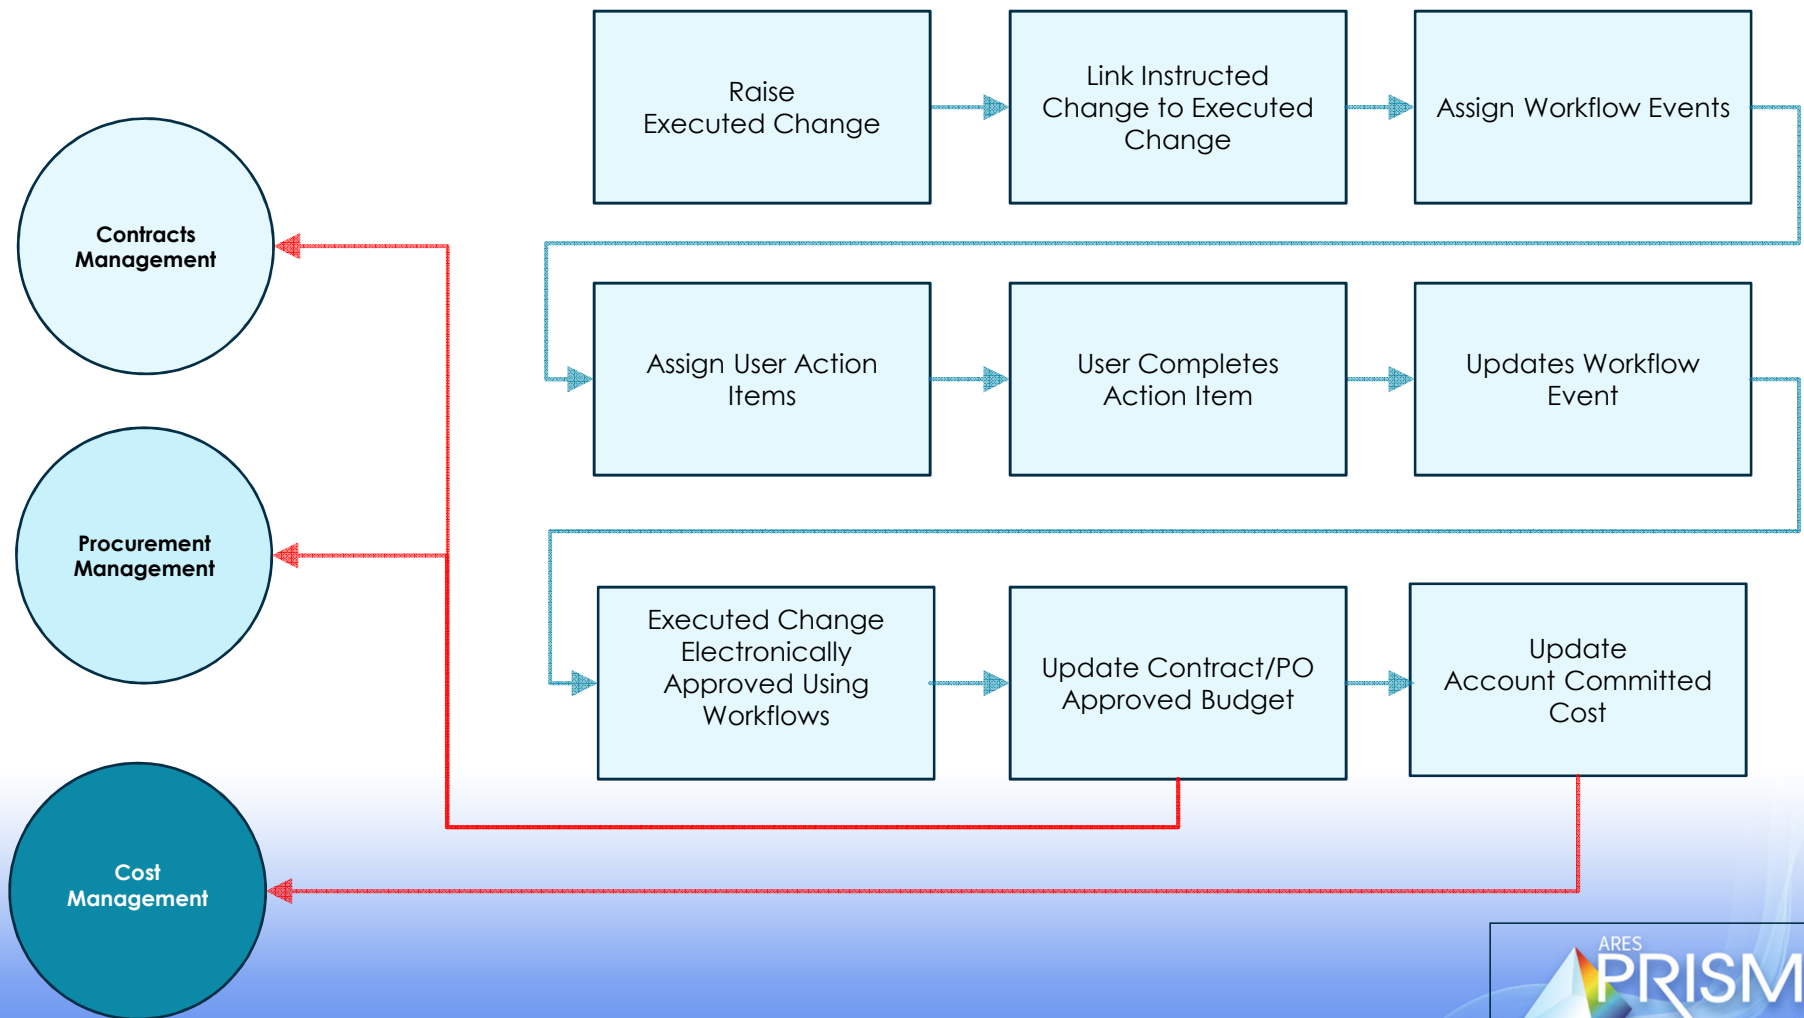 Raise
Executed Change
Link Instructed
Change to Executed
Change
Assign Workflow Events
Contracts
Management
Assign User Action
Items
User Completes
Action Item
Updates Workflow
Event
Procurement
Management
Executed Change
Electronically
Approved Using
Workflows
Update Contract/PO
Approved Budget
Update
Account Committed
Cost
Cost
Management
ARES
PRISM